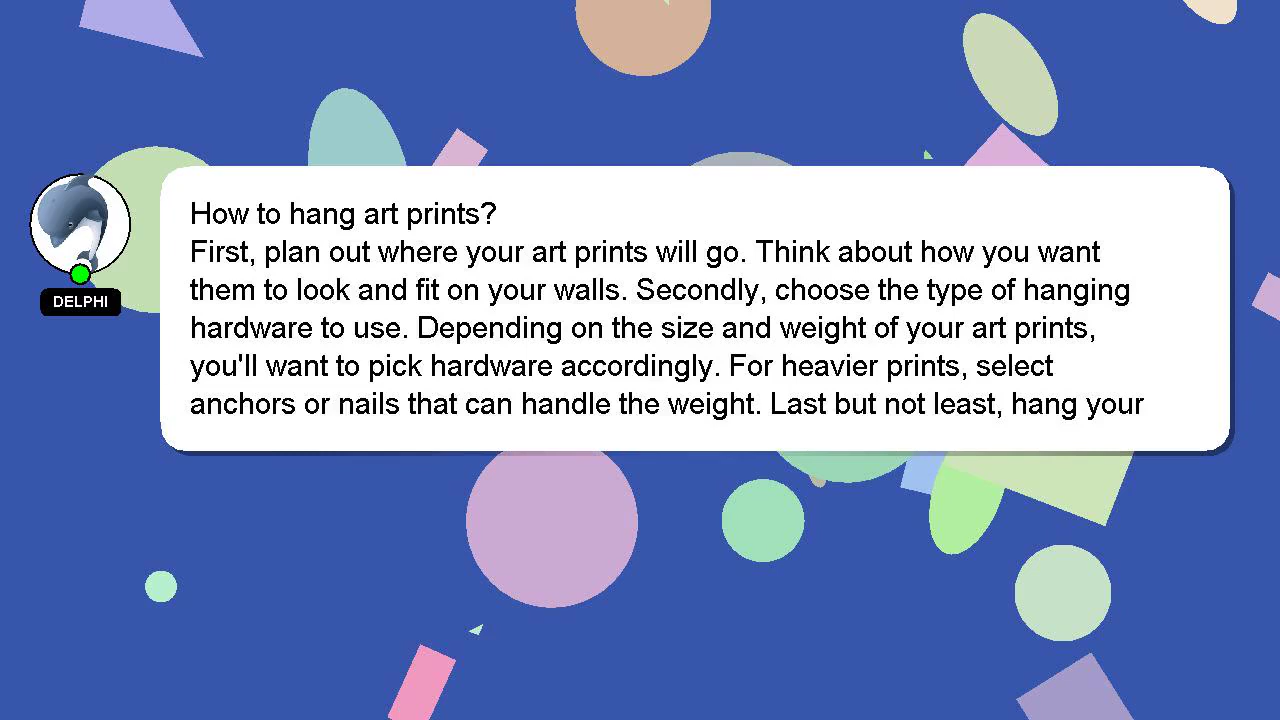 How to hang art prints?
First, plan out where your art prints will go. Think about how you want
them to look and fit on your walls. Secondly, choose the type of hanging
hardware to use. Depending on the size and weight of your art prints,
you'll want to pick hardware accordingly. For heavier prints, select
anchors or nails that can handle the weight. Last but not least, hang your
DELPHI